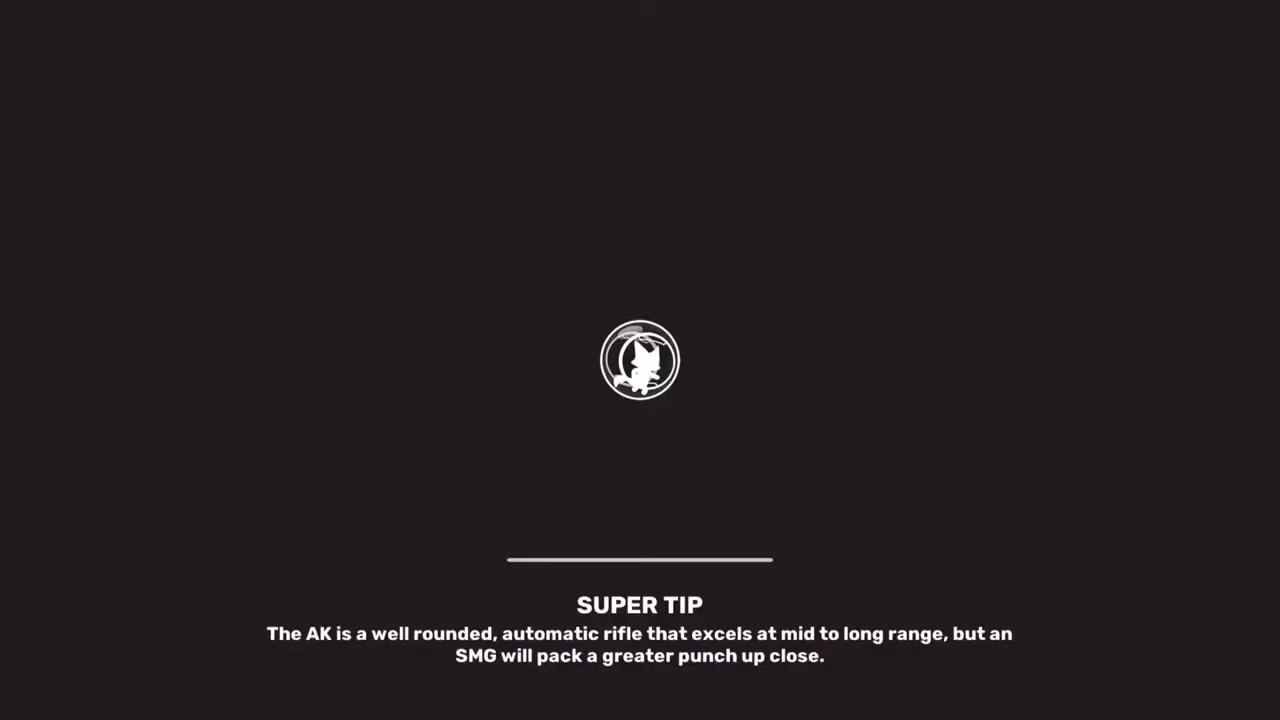 SUPER TIP
The AK is a well rounded, automatic rifle that excels at mid to long range, but an
SMG will pack a greater punch up close.